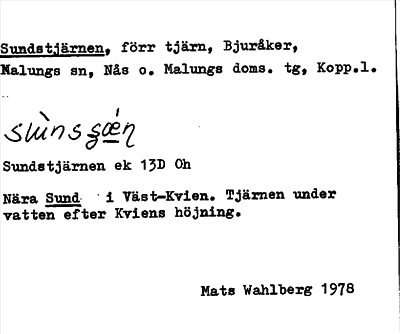 Sundstjärnen, förr tjärn, Bjuråker,
Malungs sn, Nås o. Malungs doms. tg, Kopp.l.
Sundstjärnen ek 13D 0h
Nära Sund i Väst-Kvien. Tjärnen under
vatten efter Kviens höjning.
Mats Wahlberg 1978